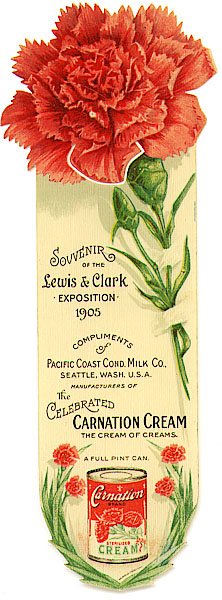 SOUVENIR
OF THE
Lewis & Clark
· EXPOSITION ·
1905
COMPLIMENTS
of
PACIFIC COAST COND. MILK CO.,
SEATTLE, WASH. U.S.A.
MANUFACTURERS OF
The
CELEBRATED
CARNATION CREAM
THE CREAM OF CREAMS.
A FULL PINT CAN.
Carnation
BRAND
STERILIZED
CREAM